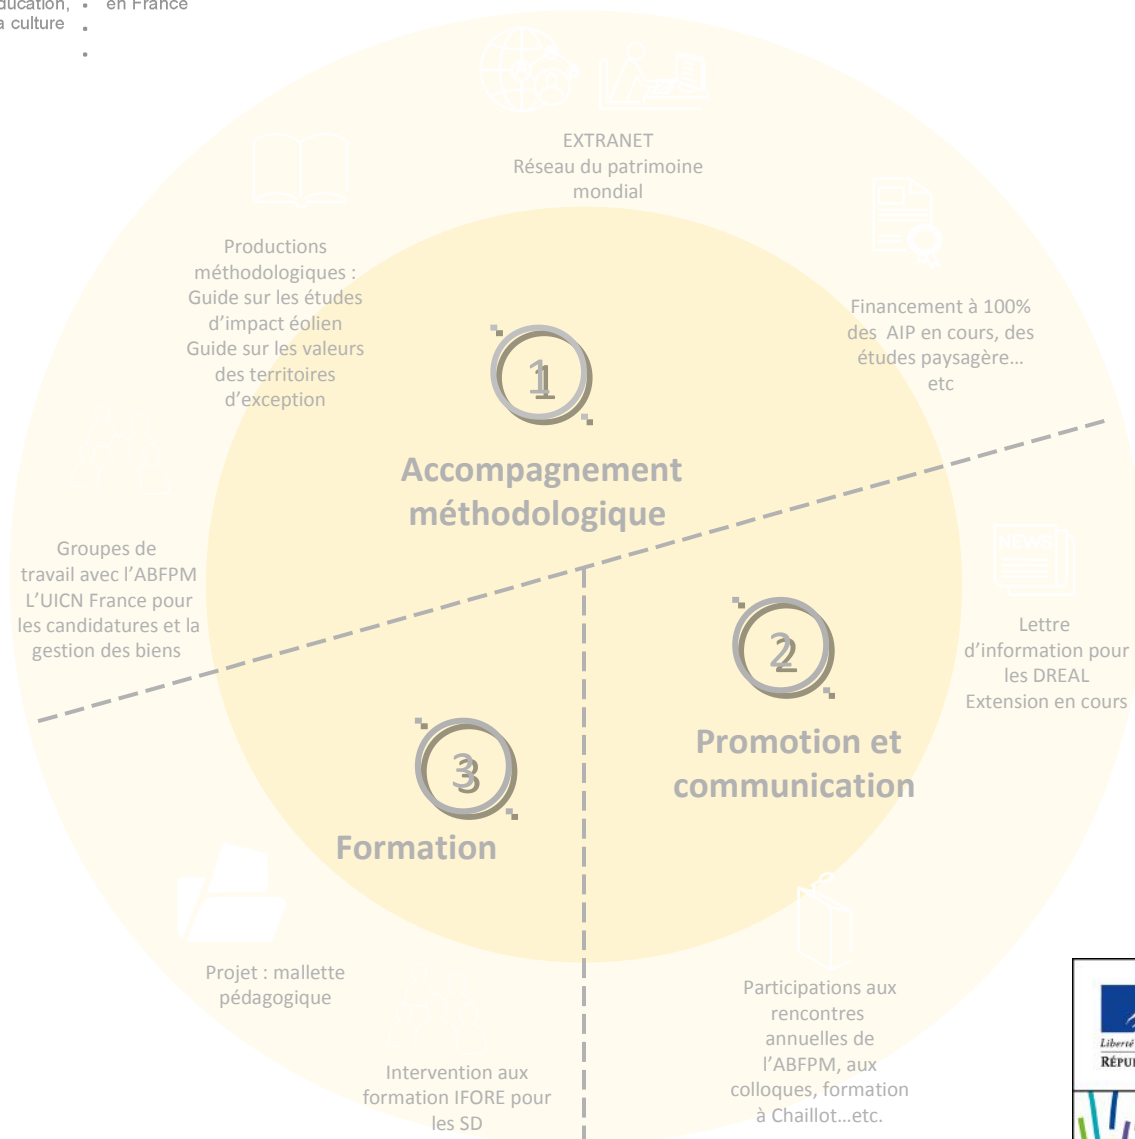 en France
a culture
EXTRANET
Réseau du patrimoine
mondial
Productions
méthodologiques :
Guide sur les études
d’impact éolien
Guide sur les valeurs
des territoires
d’exception
Financement à 100%
des AIP en cours, des
études paysagère…
etc
1
Accompagnement
méthodologique
Groupes de
travail avec l’ABFPM
L’UICN France pour
les candidatures et la
gestion des biens
NEWS
Lettre
d’information pour
les DREAL
Extension en cours
2
Promotion et
communication
3
Formation
Projet : mallette
pédagogique
Intervention aux
formation IFORE pour
les SD
Participations aux
rencontres
annuelles de
l’ABFPM, aux
colloques, formation
à Chaillot…etc.
Liberté